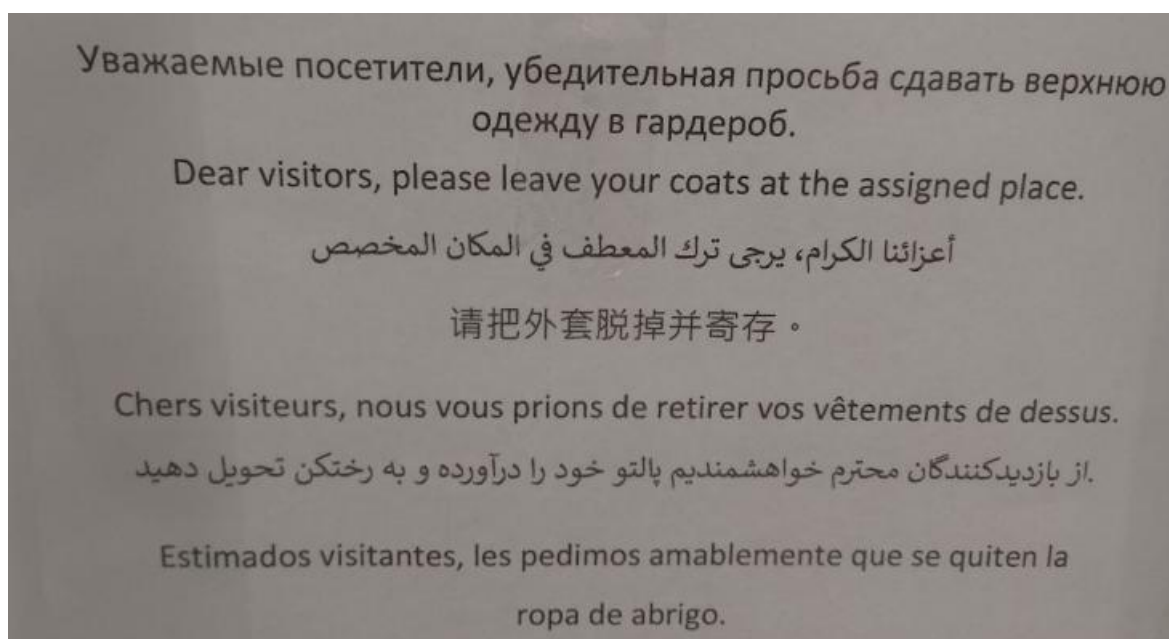 Уважаемые посетители, убедительная просьба сдавать верхнюю
одежду в гардероб.
Dear visitors, please leave your coats at the assigned place.
أعزائنا الكرام، يرجى ترك المعطف في المكان المخصص
请把外套脱掉并寄存。
Chers visiteurs, nous vous prions de retirer vos vêtements de dessus.
از بازدیدکنندگان محترم خواهشمندیم پالتو خود را درآورده و به رختکن تحویل دهید.
Estimados visitantes, les pedimos amablemente que se quiten la
ropa de abrigo.